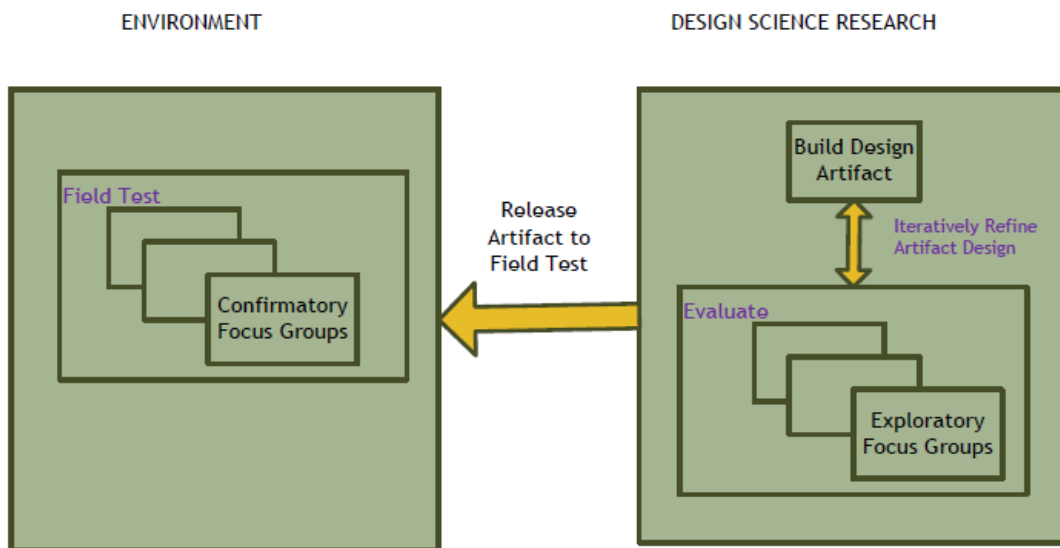 ENVIRONMENT
DESIGN SCIENCE RESEARCH
Field Test
Confirmatory
Focus Groups
Release
Artifact to
Field Test
Build Design
Artifact
Iteratively Refine
Artifact Design
Evaluate
Exploratory
Focus Groups